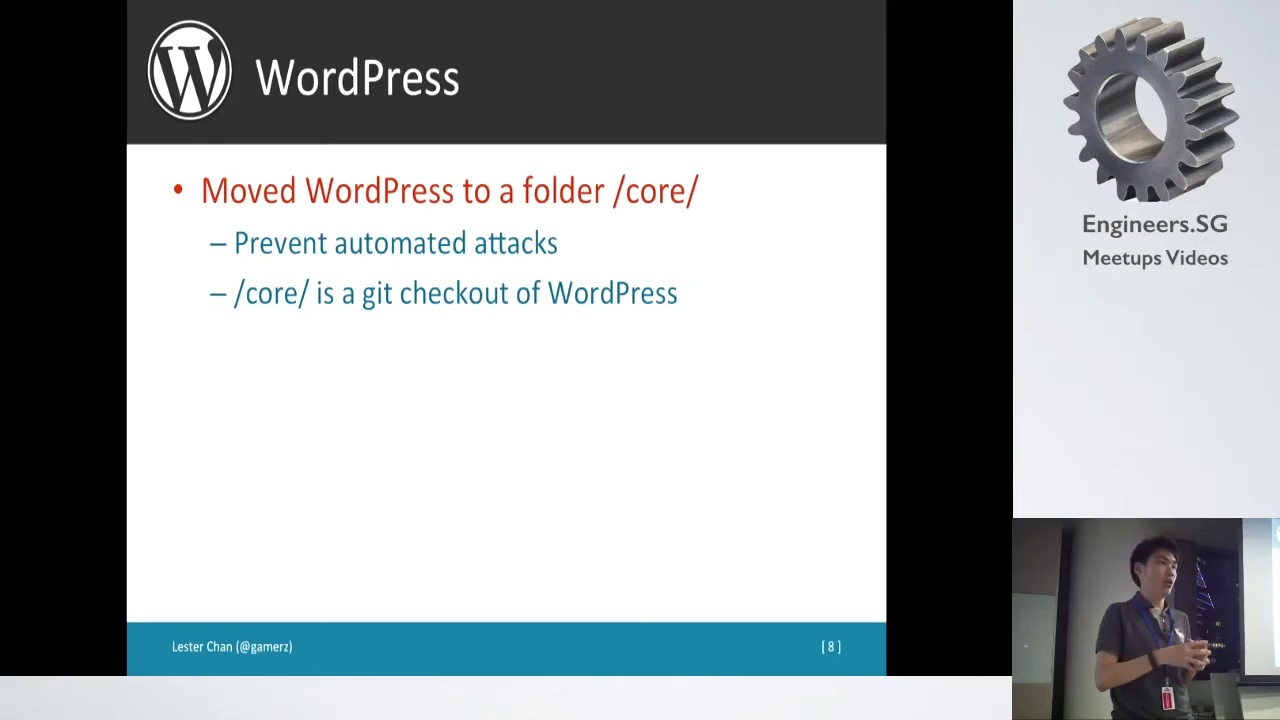 WordPress
• Moved WordPress to a folder /core/
– Prevent automated attacks
– /core/ is a git checkout of WordPress
Lester Chan (@gamerz)
[ 8 ]
Engineers.SG
Meetups Videos